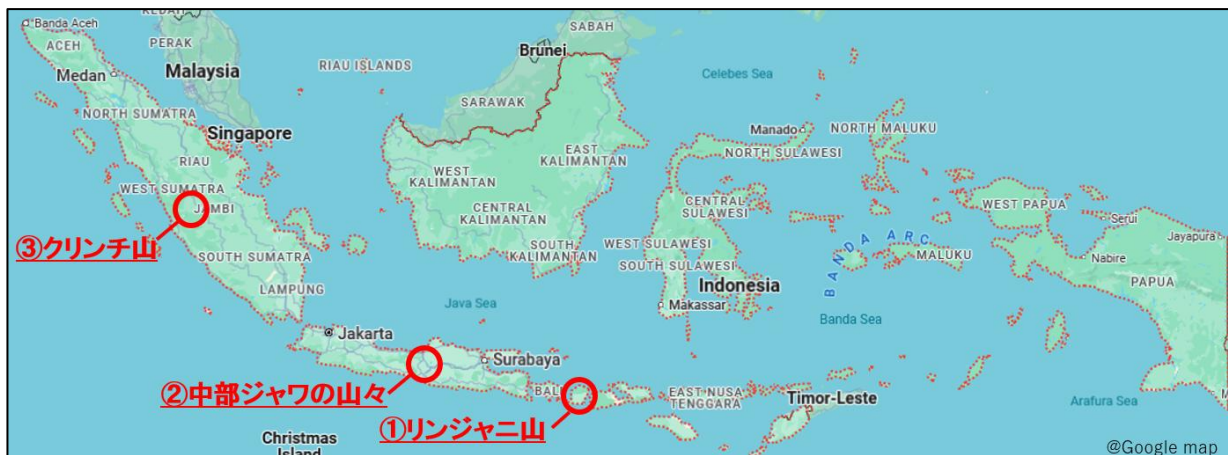 Banda Aceh
KEDAH
ACEH
PERAK
Medan
Malaysia
RIAU ISLANDS
Brunei
SABAH
Celebes Sea
SARAWAK
NORTH SUMATRA
Singapore
Manado
NORTH MALUKU
NORTH SULAWESI
RIAU
EAST
KALIMANTAN
WEST
KALIMANTAN
WEST SUMATRA
JAMBI
CENTRAL
KALIMANTAN
CENTRAL
SULAWESI
WEST PAPUA
Serui
Jayapura
③クリンチ山
SOUTH SUMATRA
SOUTH
KALIMANTAN
WEST SULAWESI
SOUTH SULAWESI
BANDA ARC
MALUKU
Nabire
PAPUA
LAMPUNG
Indonesia
Java Sea
Makassar
Banda Sea
Jakarta
Surabaya
②中部ジャワの山々
BALI
EAST NUSA
TENGGARA
Timor-Leste
Arafura Sea
①リンジャニ山
Christmas
Island
@Google map